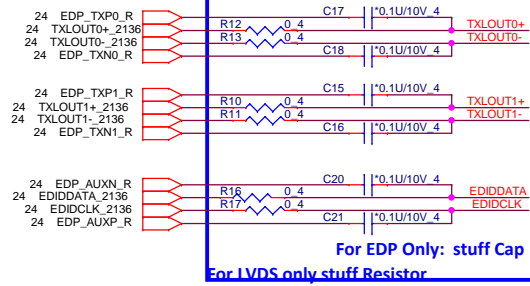 24 EDP_TXP0_R C17 *0.1U/10V_4
24 TXLOUT0+_2136 R12 0_4 TXLOUT0+
24 TXLOUT0-_2136 R13 0_4 TXLOUT0-
24 EDP_TXN0_R C18 *0.1U/10V_4
24 EDP_TXP1_R C15 *0.1U/10V_4
24 TXLOUT1+_2136 R10 0_4 TXLOUT1+
24 TXLOUT1-_2136 R11 0_4 TXLOUT1-
24 EDP_TXN1_R C16 *0.1U/10V_4
24 EDP_AUXN_R C20 *0.1U/10V_4
24 EDIDDATA_2136 R16 0_4 EDIDDATA
24 EDIDCLK_2136 R17 0_4 EDIDCLK
24 EDP_AUXP_R C21 *0.1U/10V_4
For EDP Only: stuff Cap
For LVDS only stuff Resistor